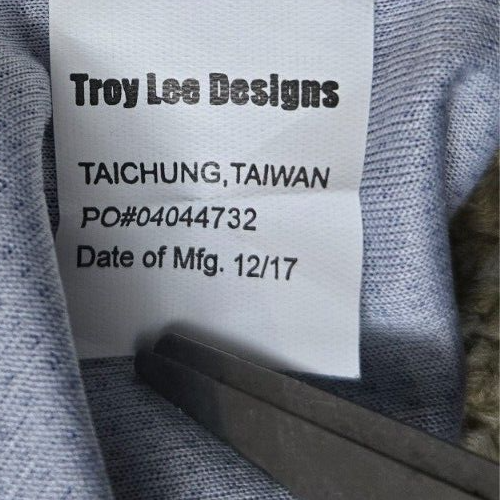 Troy Lee Designs
TAICHUNG,TAIWAN
PO#04044732
Date of Mfg. 12/17